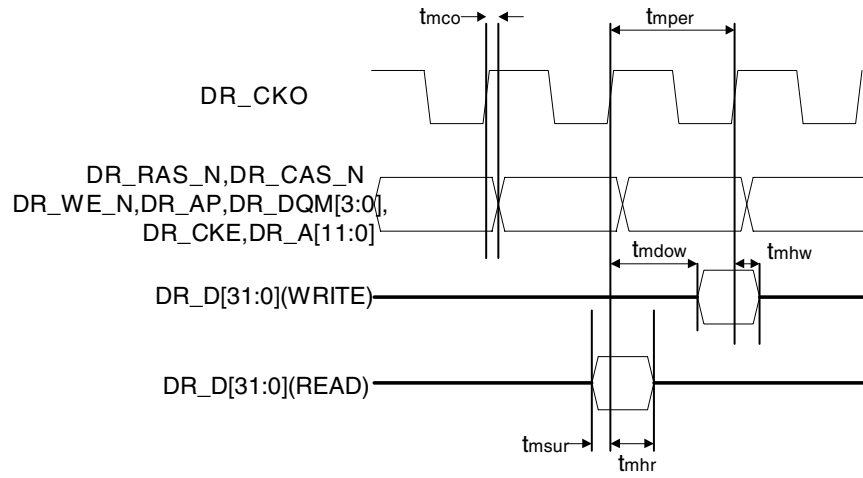 tmco
tmper
DR_CKO
DR_RAS_N,DR_CAS_N
DR_WE_N,DR_AP,DR_DQM[3:0],
DR_CKE,DR_A[11:0]
tmdow
tmhw
DR_D[31:0](WRITE)
DR_D[31:0](READ)
tmsur
tmhr